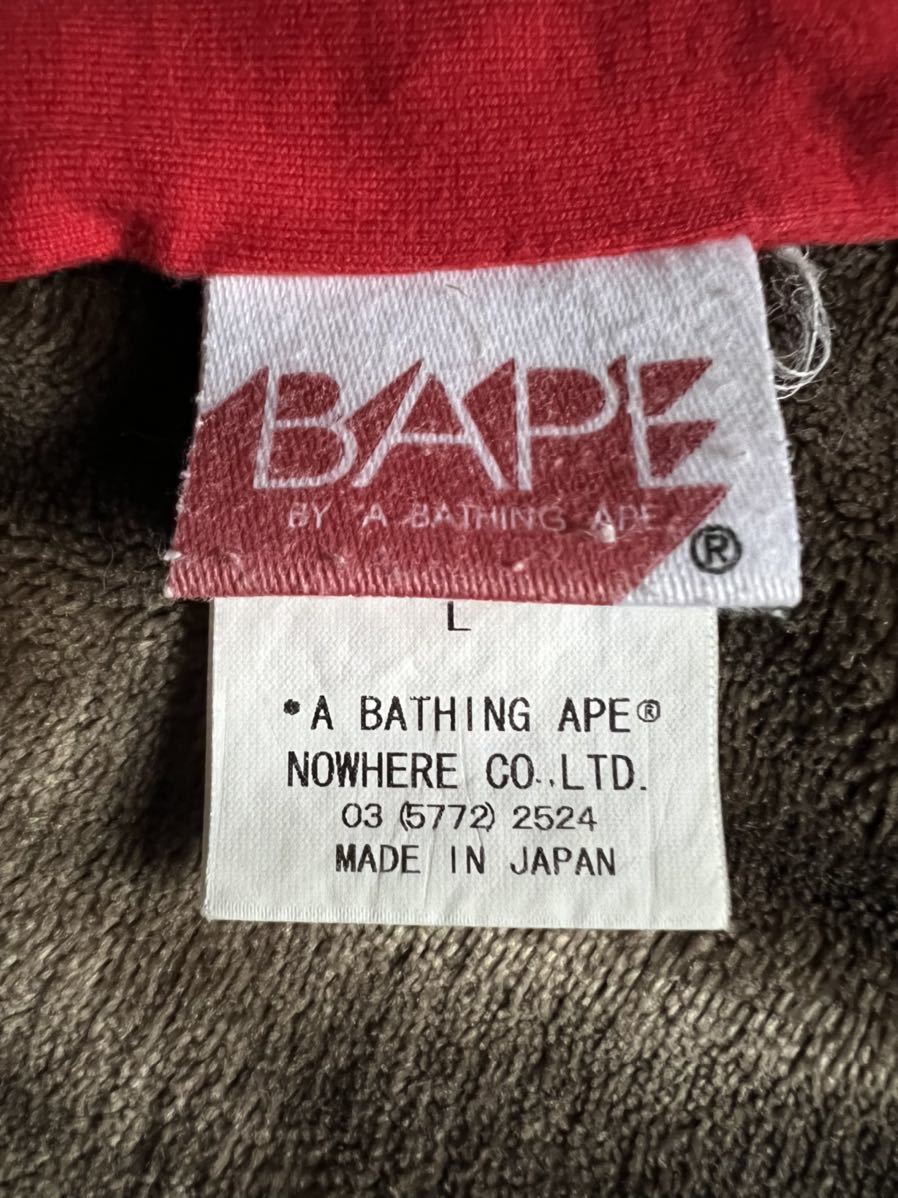 BAPE
BY A BATHING APE
®
L
*A BATHING APE®
NOWHERE CO.,LTD.
03 (5772) 2524
MADE IN JAPAN